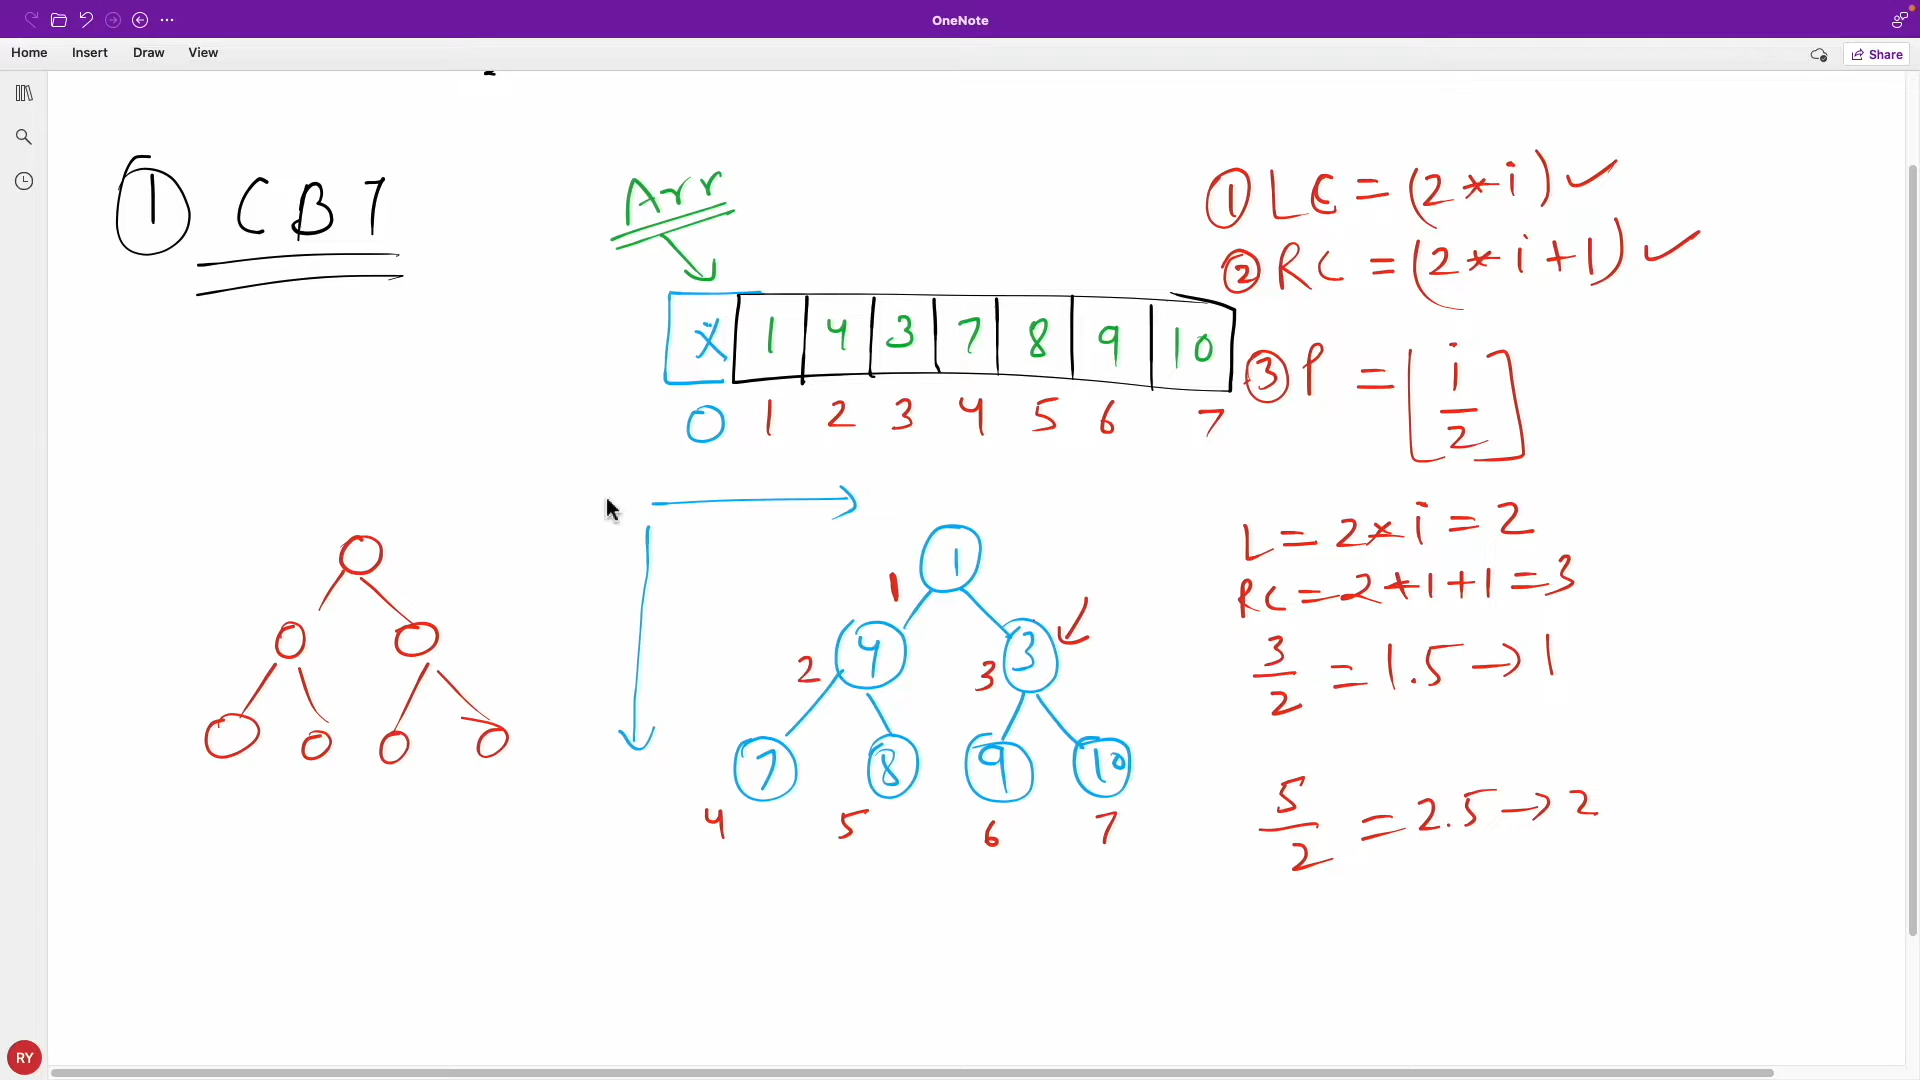 OneNote
Home Insert Draw View
Share
① CBT
Arr
X 1 4 3 7 8 9 10
0 1 2 3 4 5 6 7
① LC = (2*i) ✓
② RC = (2*i+1) ✓
③ P = [i/2]
L = 2*i = 2
RC = 2*1+1 = 3
3/2 = 1.5 → 1
5/2 = 2.5 → 2
1
1
4 3
2 3
7 8 9 10
4 5 6 7
RY